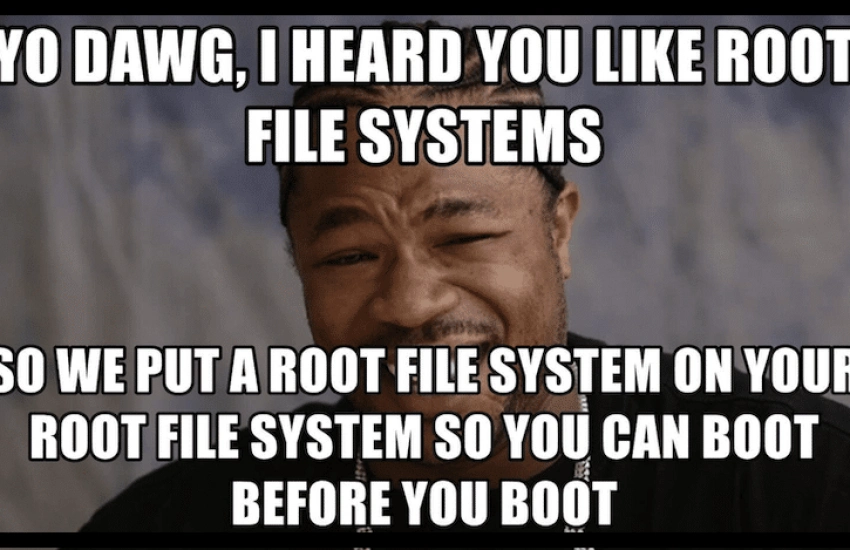 YO DAWG, I HEARD YOU LIKE ROOT
FILE SYSTEMS
SO WE PUT A ROOT FILE SYSTEM ON YOUR
ROOT FILE SYSTEM SO YOU CAN BOOT
BEFORE YOU BOOT